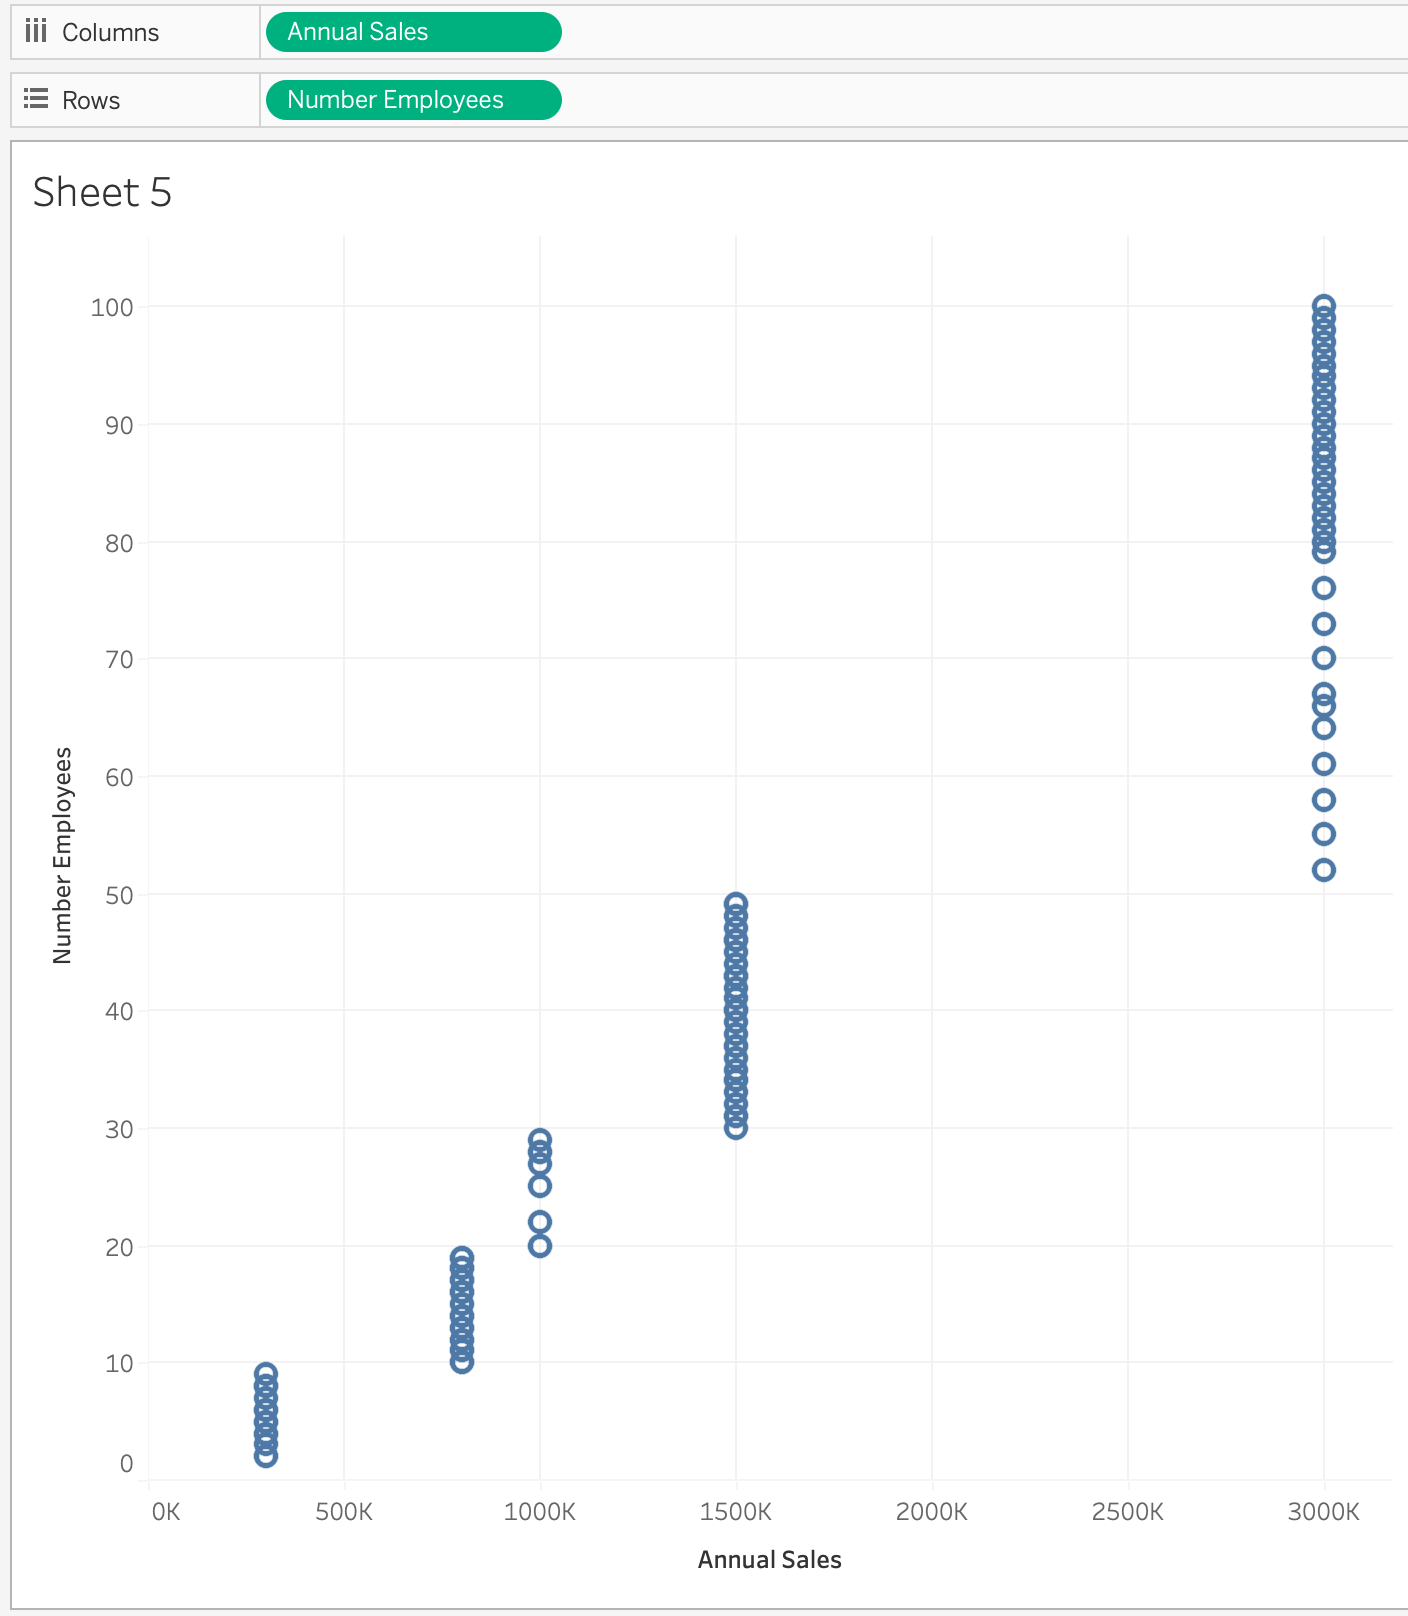 Columns
Annual Sales
Rows
Number Employees
Sheet 5
100
90
80
70
60
50
40
30
20
10
0
Number Employees
0K 500K 1000K 1500K 2000K 2500K 3000K
Annual Sales